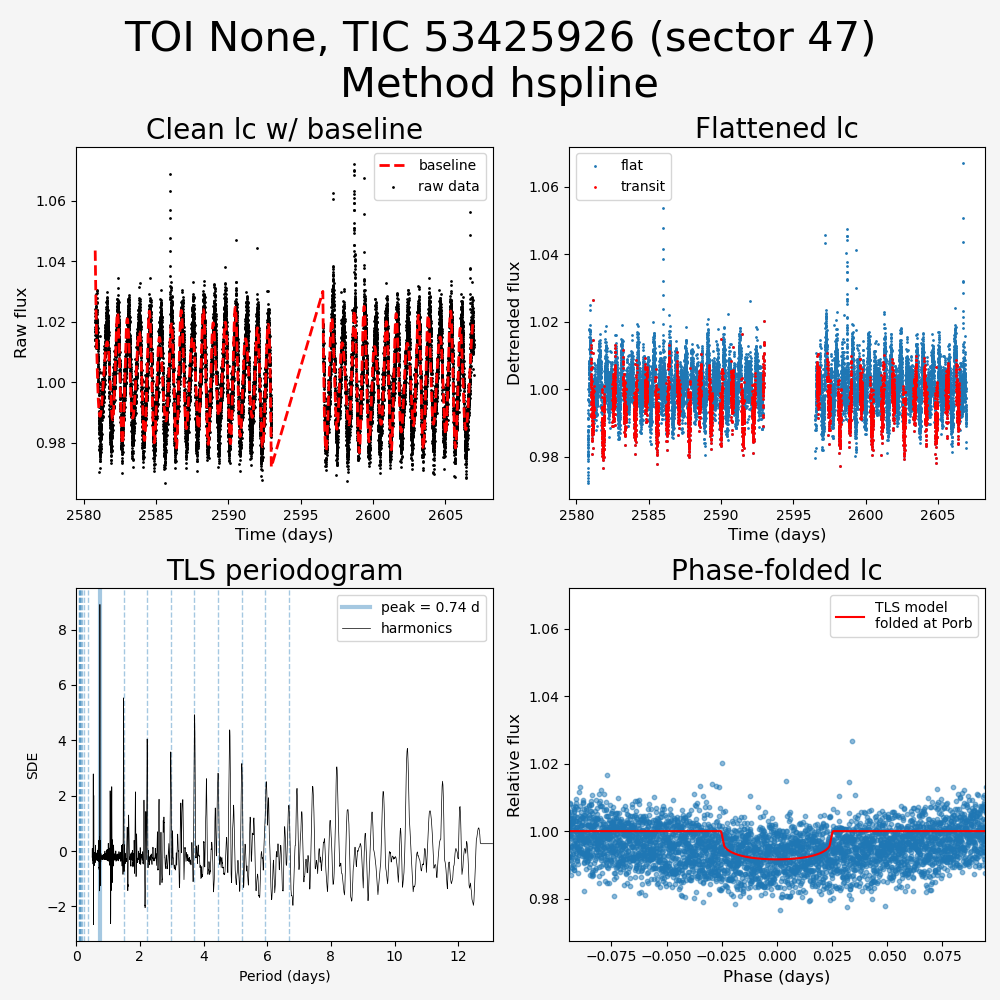 TOI None, TIC 53425926 (sector 47)
Method hspline
Clean lc w/ baseline
baseline
raw data
Raw flux
1.06
1.04
1.02
1.00
0.98
2580 2585 2590 2595 2600 2605
Time (days)
Flattened lc
flat
transit
Detrended flux
1.06
1.04
1.02
1.00
0.98
2580 2585 2590 2595 2600 2605
Time (days)
TLS periodogram
peak = 0.74 d
harmonics
SDE
8
6
4
2
0
−2
0 2 4 6 8 10 12
Period (days)
Phase-folded lc
TLS model
folded at Porb
Relative flux
1.06
1.04
1.02
1.00
0.98
−0.075 −0.050 −0.025 0.000 0.025 0.050 0.075
Phase (days)